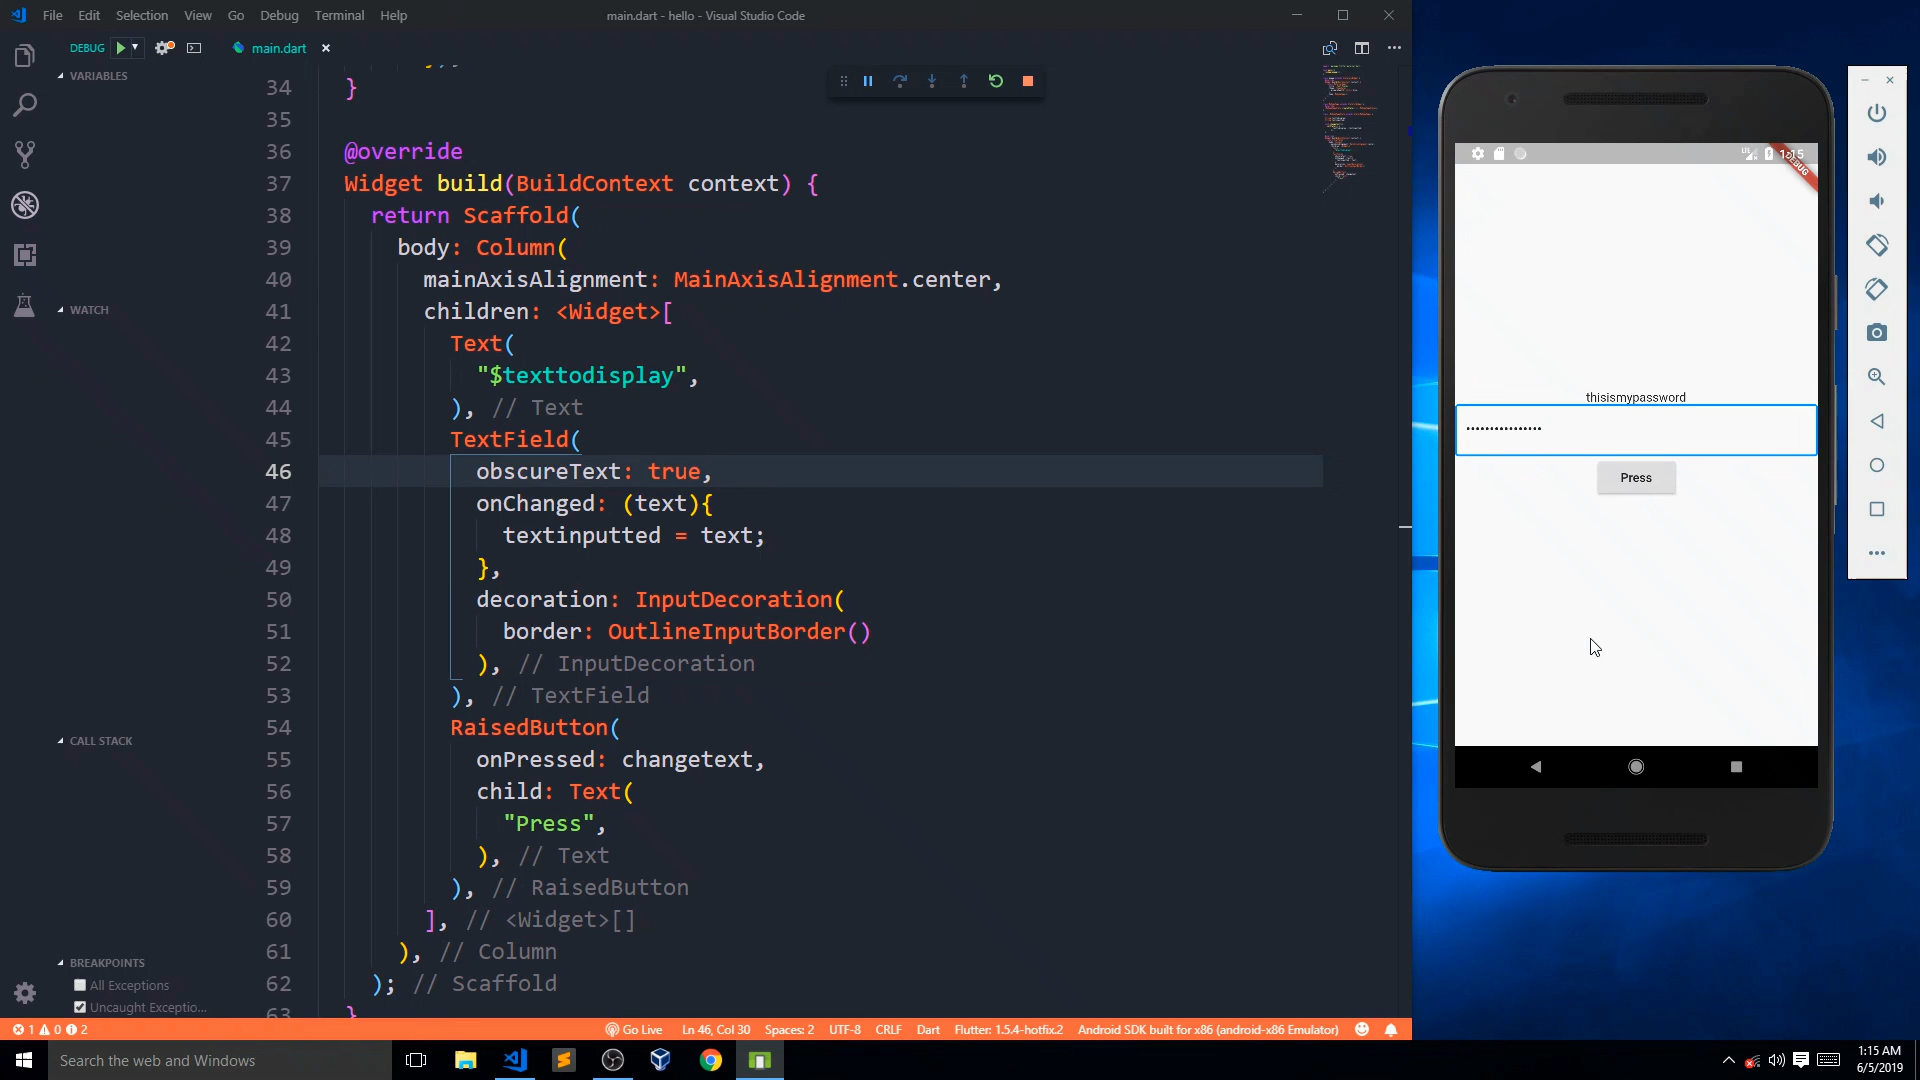 File Edit Selection View Go Debug Terminal Help
main.dart - hello - Visual Studio Code
DEBUG
main.dart
VARIABLES
WATCH
CALL STACK
BREAKPOINTS
All Exceptions
Uncaught Exceptio...
34 }
35
36 @override
37 Widget build(BuildContext context) {
38 return Scaffold(
39 body: Column(
40 mainAxisAlignment: MainAxisAlignment.center,
41 children: <Widget>[
42 Text(
43 "$texttodisplay",
44 ), // Text
45 TextField(
46 obscureText: true,
47 onChanged: (text){
48 textinputted = text;
49 },
50 decoration: InputDecoration(
51 border: OutlineInputBorder()
52 ), // InputDecoration
53 ), // TextField
54 RaisedButton(
55 onPressed: changetext,
56 child: Text(
57 "Press",
58 ), // Text
59 ), // RaisedButton
60 ], // <Widget>[]
61 ), // Column
62 ); // Scaffold
63 }
1:15
DEBUG
thisismypassword
Press
1 0 2
Go Live Ln 46, Col 30 Spaces: 2 UTF-8 CRLF Dart Flutter: 1.5.4-hotfix.2 Android SDK built for x86 (android-x86 Emulator)
Search the web and Windows
1:15 AM
6/5/2019